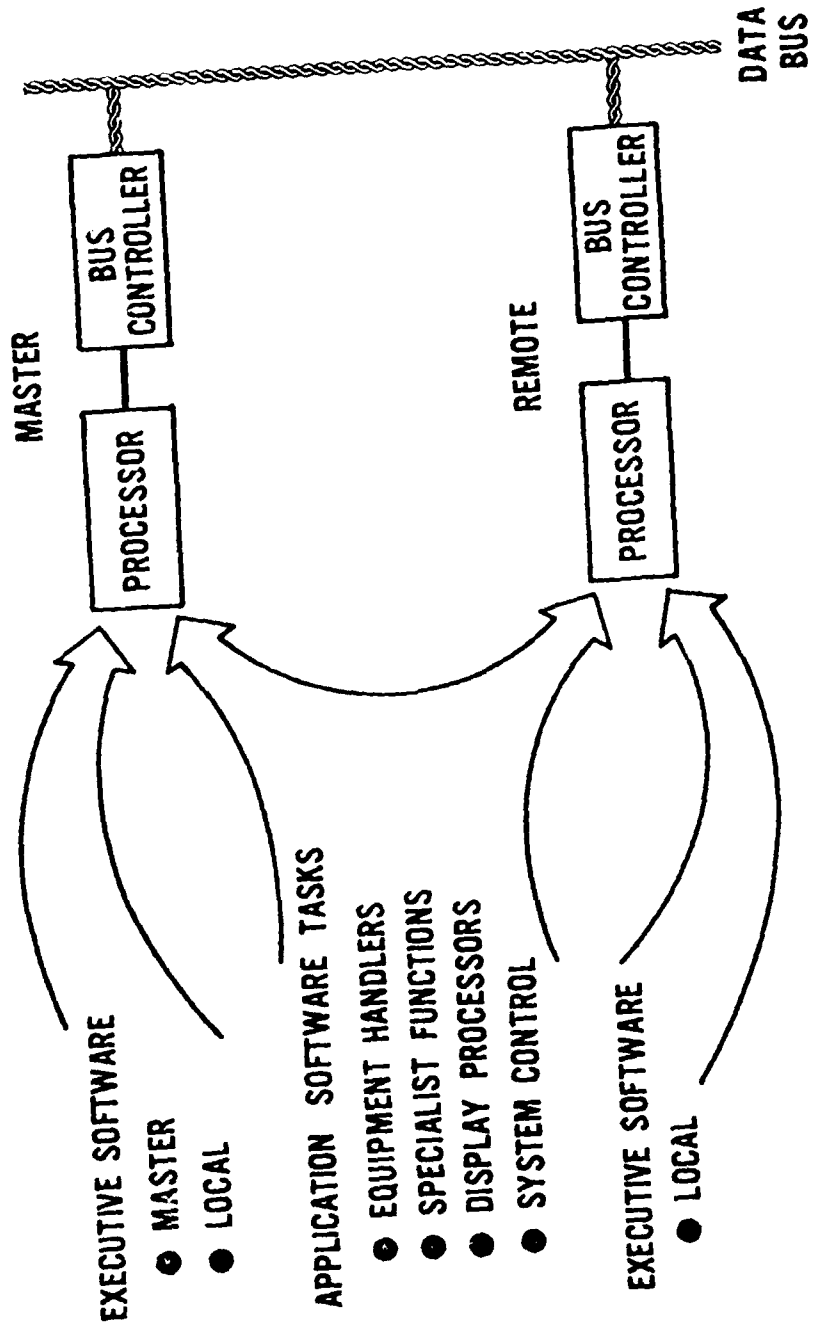 EXECUTIVE SOFTWARE
● MASTER
● LOCAL
APPLICATION SOFTWARE TASKS
● EQUIPMENT HANDLERS
● SPECIALIST FUNCTIONS
● DISPLAY PROCESSORS
● SYSTEM CONTROL
EXECUTIVE SOFTWARE
● LOCAL
MASTER
PROCESSOR
BUS
CONTROLLER
REMOTE
PROCESSOR
BUS
CONTROLLER
DATA
BUS